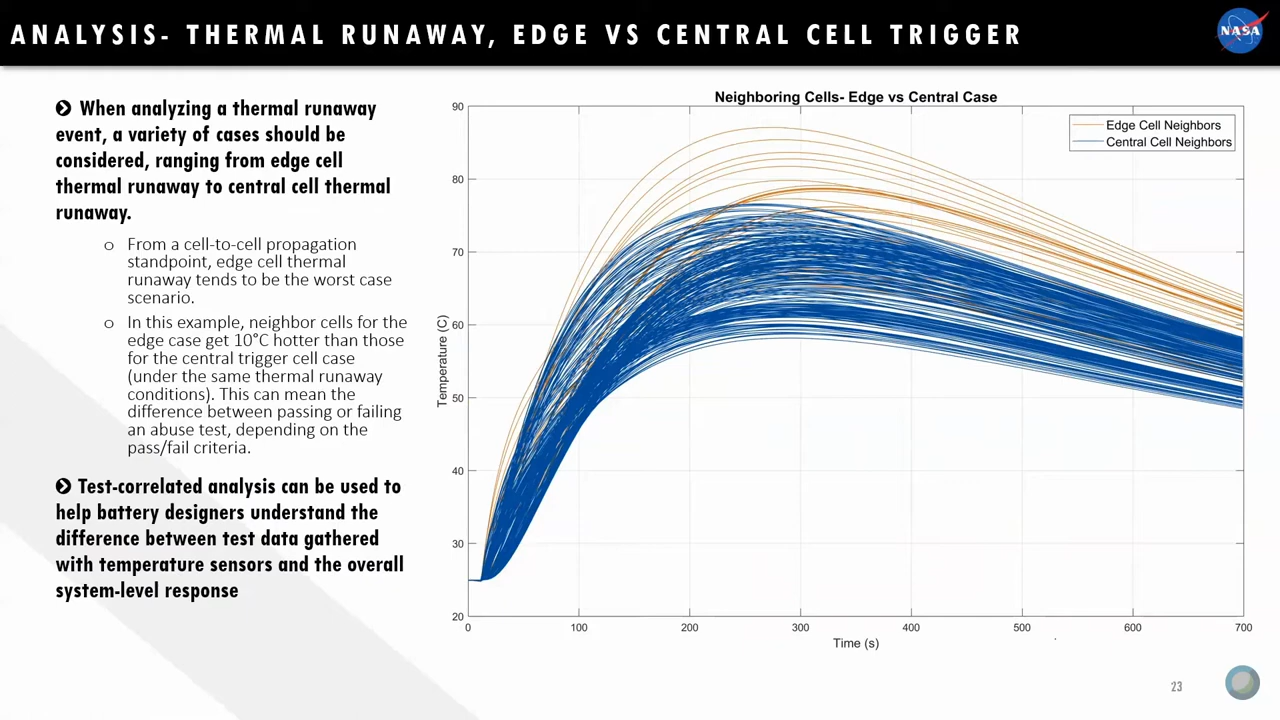 ANALYSIS- THERMAL RUNAWAY, EDGE VS CENTRAL CELL TRIGGER
NASA
When analyzing a thermal runaway
event, a variety of cases should be
considered, ranging from edge cell
thermal runaway to central cell thermal
runaway.
o From a cell-to-cell propagation
standpoint, edge cell thermal
runaway tends to be the worst case
scenario.
o In this example, neighbor cells for the
edge case get 10°C hotter than those
for the central trigger cell case
(under the same thermal runaway
conditions). This can mean the
difference between passing or failing
an abuse test, depending on the
pass/fail criteria.
Test-correlated analysis can be used to
help battery designers understand the
difference between test data gathered
with temperature sensors and the overall
system-level response
Neighboring Cells- Edge vs Central Case
Edge Cell Neighbors
Central Cell Neighbors
Temperature (C)
90
80
70
60
50
40
30
20
0 100 200 300 400 500 600 700
Time (s)
23